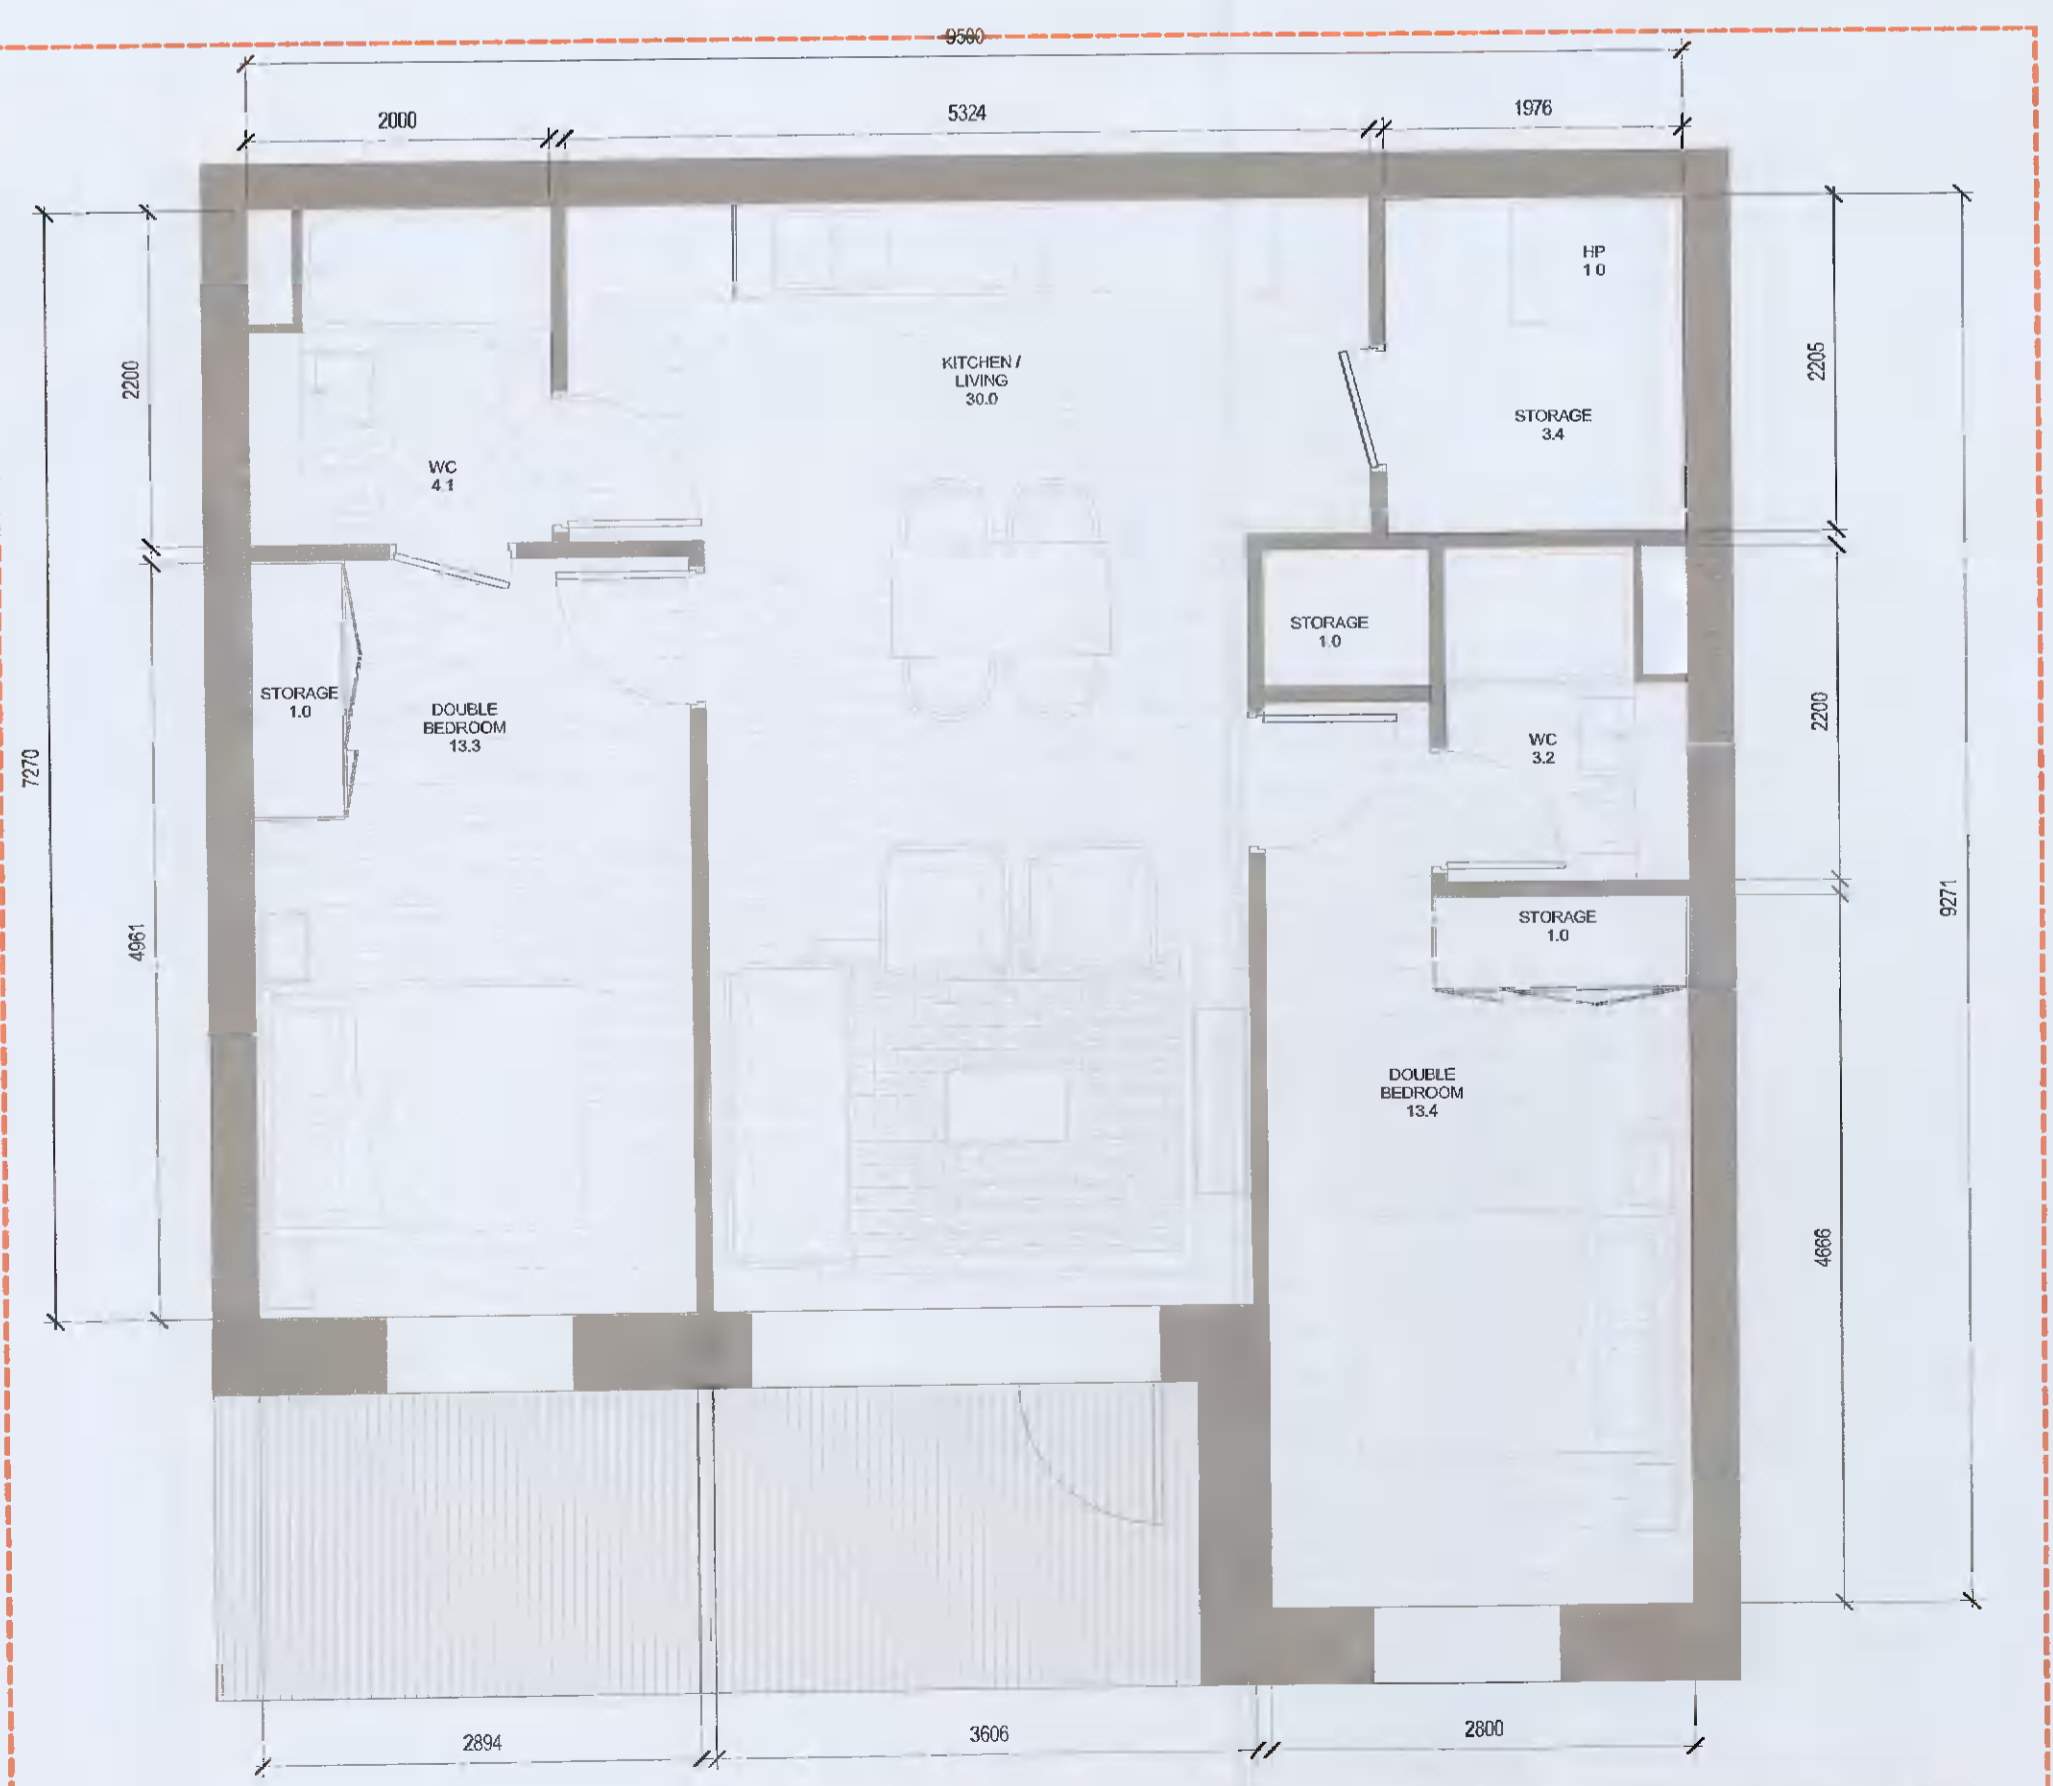 9500
2000
5324
1976
HP
1.0
KITCHEN /
LIVING
30.0
2200
2205
STORAGE
3.4
WC
4.1
STORAGE
1.0
STORAGE
1.0
DOUBLE
BEDROOM
13.3
WC
3.2
2200
7270
4961
STORAGE
1.0
9271
DOUBLE
BEDROOM
13.4
4666
2894
3606
2800